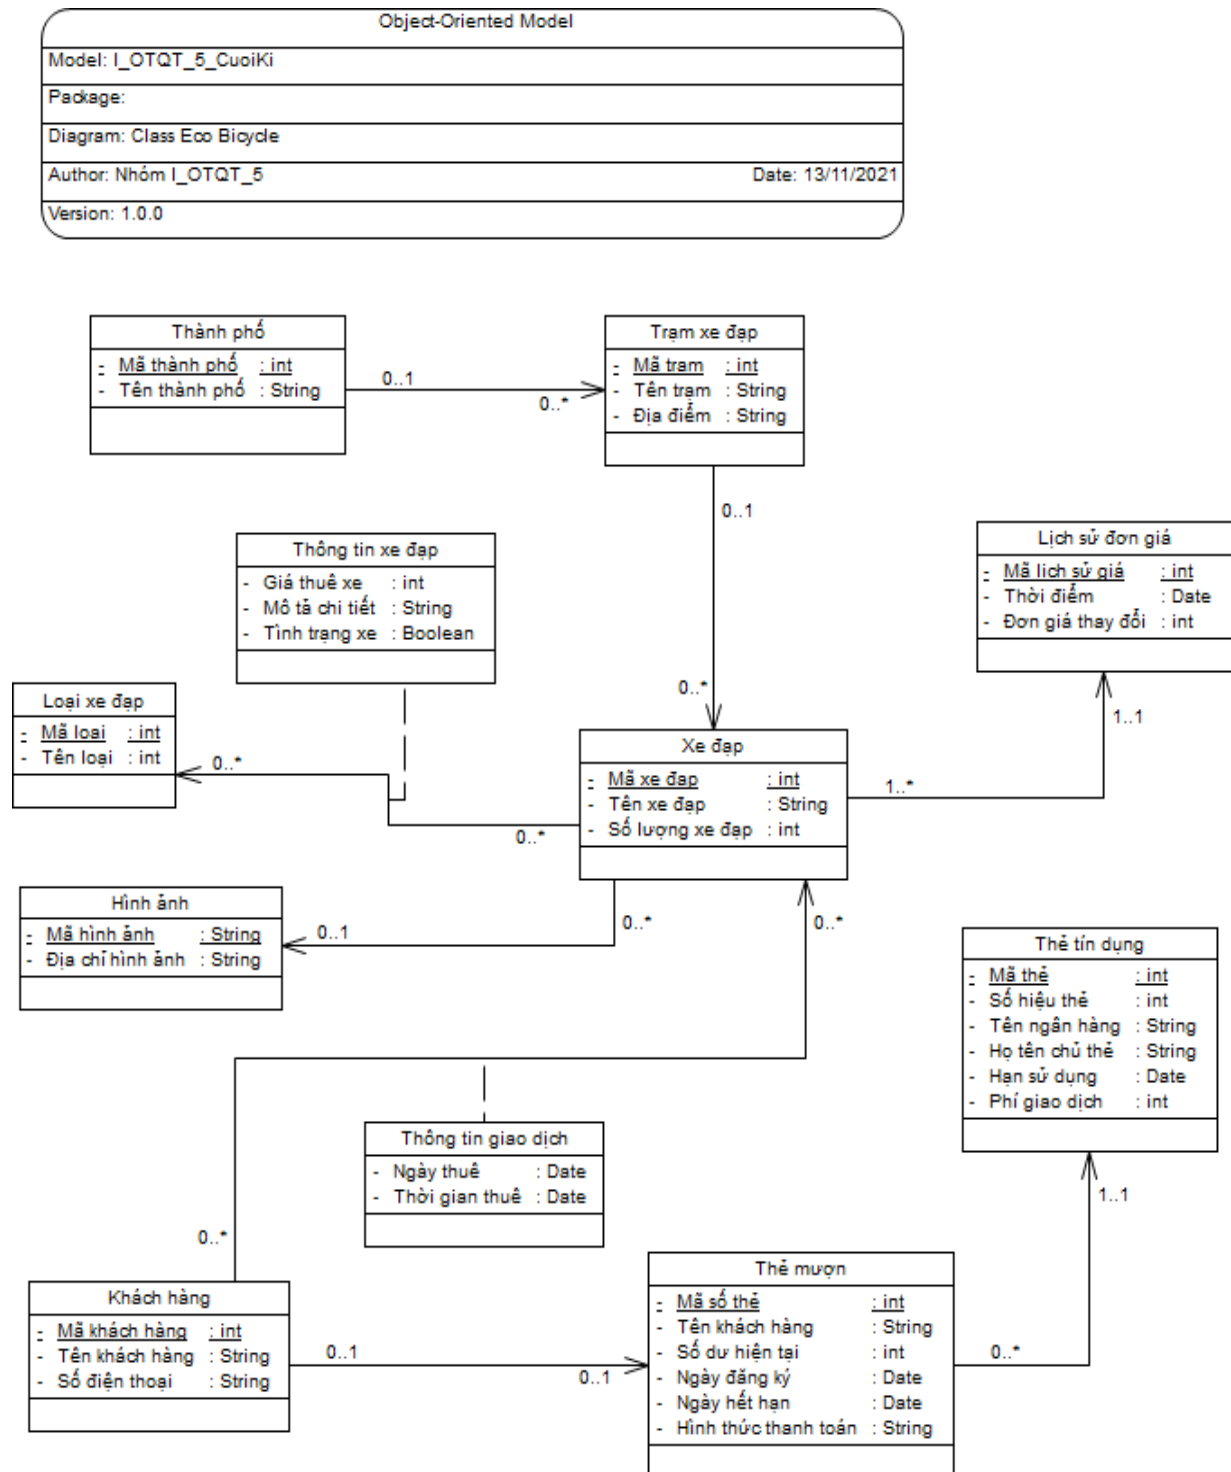 Object-Oriented Model
Model: I_OTQT_5_CuoiKi
Package:
Diagram: Class Eco Bicycle
Author: Nhóm I_OTQT_5 Date: 13/11/2021
Version: 1.0.0
Thành phố
- Mã thành phố : int
- Tên thành phố : String
0..1
0..*
Trạm xe đạp
- Mã trạm : int
- Tên trạm : String
- Địa điểm : String
0..1
0..*
Thông tin xe đạp
- Giá thuê xe : int
- Mô tả chi tiết : String
- Tình trạng xe : Boolean
Lịch sử đơn giá
- Mã lịch sử giá : int
- Thời điểm : Date
- Đơn giá thay đổi : int
1..1
1..*
Loại xe đạp
- Mã loại : int
- Tên loại : int
0..*
0..*
Xe đạp
- Mã xe đạp : int
- Tên xe đạp : String
- Số lượng xe đạp : int
Hình ảnh
- Mã hình ảnh : String
- Địa chỉ hình ảnh : String
0..1
0..*
0..*
Thẻ tín dụng
- Mã thẻ : int
- Số hiệu thẻ : int
- Tên ngân hàng : String
- Họ tên chủ thẻ : String
- Hạn sử dụng : Date
- Phí giao dịch : int
1..1
Thông tin giao dịch
- Ngày thuê : Date
- Thời gian thuê : Date
0..*
Khách hàng
- Mã khách hàng : int
- Tên khách hàng : String
- Số điện thoại : String
0..1
0..1
Thẻ mượn
- Mã số thẻ : int
- Tên khách hàng : String
- Số dư hiện tại : int
- Ngày đăng ký : Date
- Ngày hết hạn : Date
- Hình thức thanh toán : String
0..*